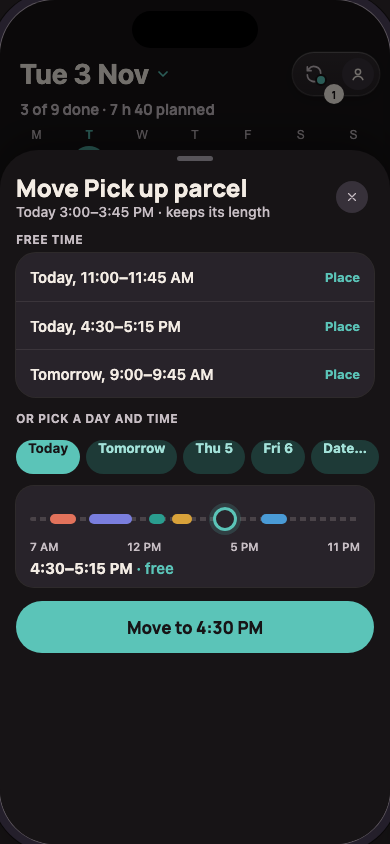 Tue 3 Nov
1
3 of 9 done · 7 h 40 planned
M T W T F S S
Move Pick up parcel
Today 3:00–3:45 PM · keeps its length
FREE TIME
Today, 11:00–11:45 AM Place
Today, 4:30–5:15 PM Place
Tomorrow, 9:00–9:45 AM Place
OR PICK A DAY AND TIME
Today Tomorrow Thu 5 Fri 6 Date...
7 AM 12 PM 5 PM 11 PM
4:30–5:15 PM · free
Move to 4:30 PM